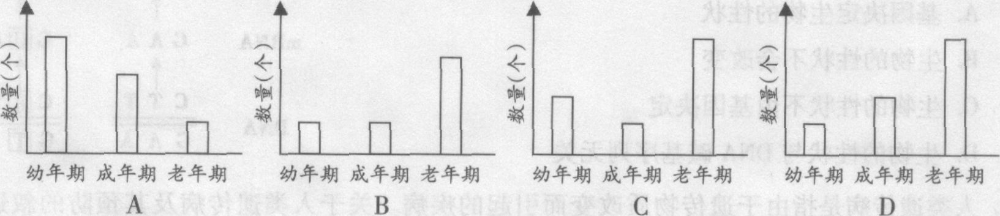 数量(个)
幼年期 成年期 老年期
A
数量(个)
幼年期 成年期 老年期
B
数量(个)
幼年期 成年期 老年期
C
数量(个)
幼年期 成年期 老年期
D